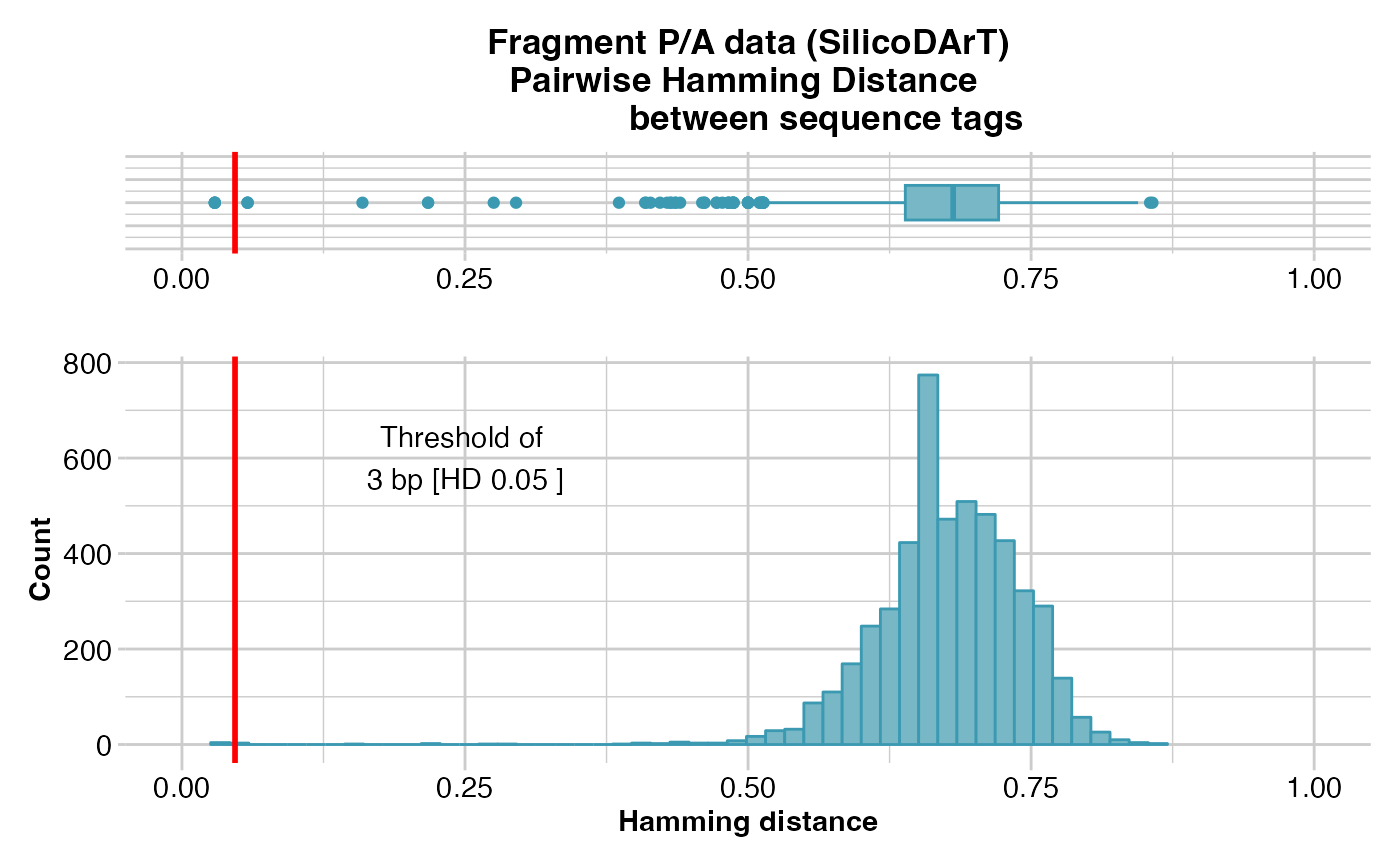 Fragment P/A data (SilicoDArT)
Pairwise Hamming Distance
between sequence tags
0.00 0.25 0.50 0.75 1.00
800
600
400
200
0
Count
Threshold of
3 bp [HD 0.05 ]
0.00 0.25 0.50 0.75 1.00
Hamming distance